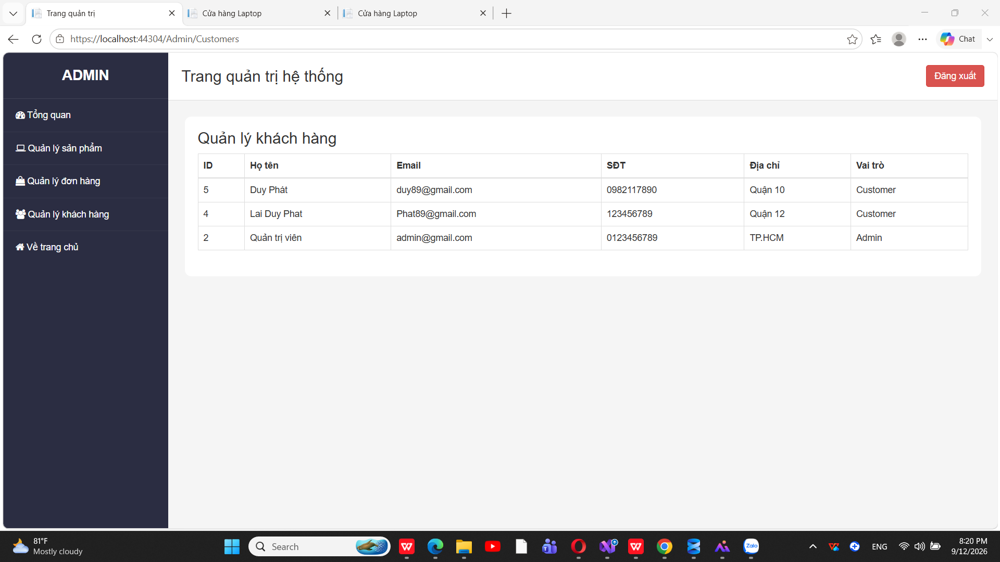 Trang quản trị
Cửa hàng Laptop
Cửa hàng Laptop
https://localhost:44304/Admin/Customers
Chat
ADMIN
Trang quản trị hệ thống
Đăng xuất
Tổng quan
Quản lý sản phẩm
Quản lý đơn hàng
Quản lý khách hàng
Về trang chủ
Quản lý khách hàng
ID Họ tên Email SĐT Địa chỉ Vai trò
5 Duy Phát duy89@gmail.com 0982117890 Quận 10 Customer
4 Lai Duy Phat Phat89@gmail.com 123456789 Quận 12 Customer
2 Quản trị viên admin@gmail.com 0123456789 TP.HCM Admin
81°F
Mostly cloudy
Search
Zalo
ENG
8:20 PM
9/12/2026